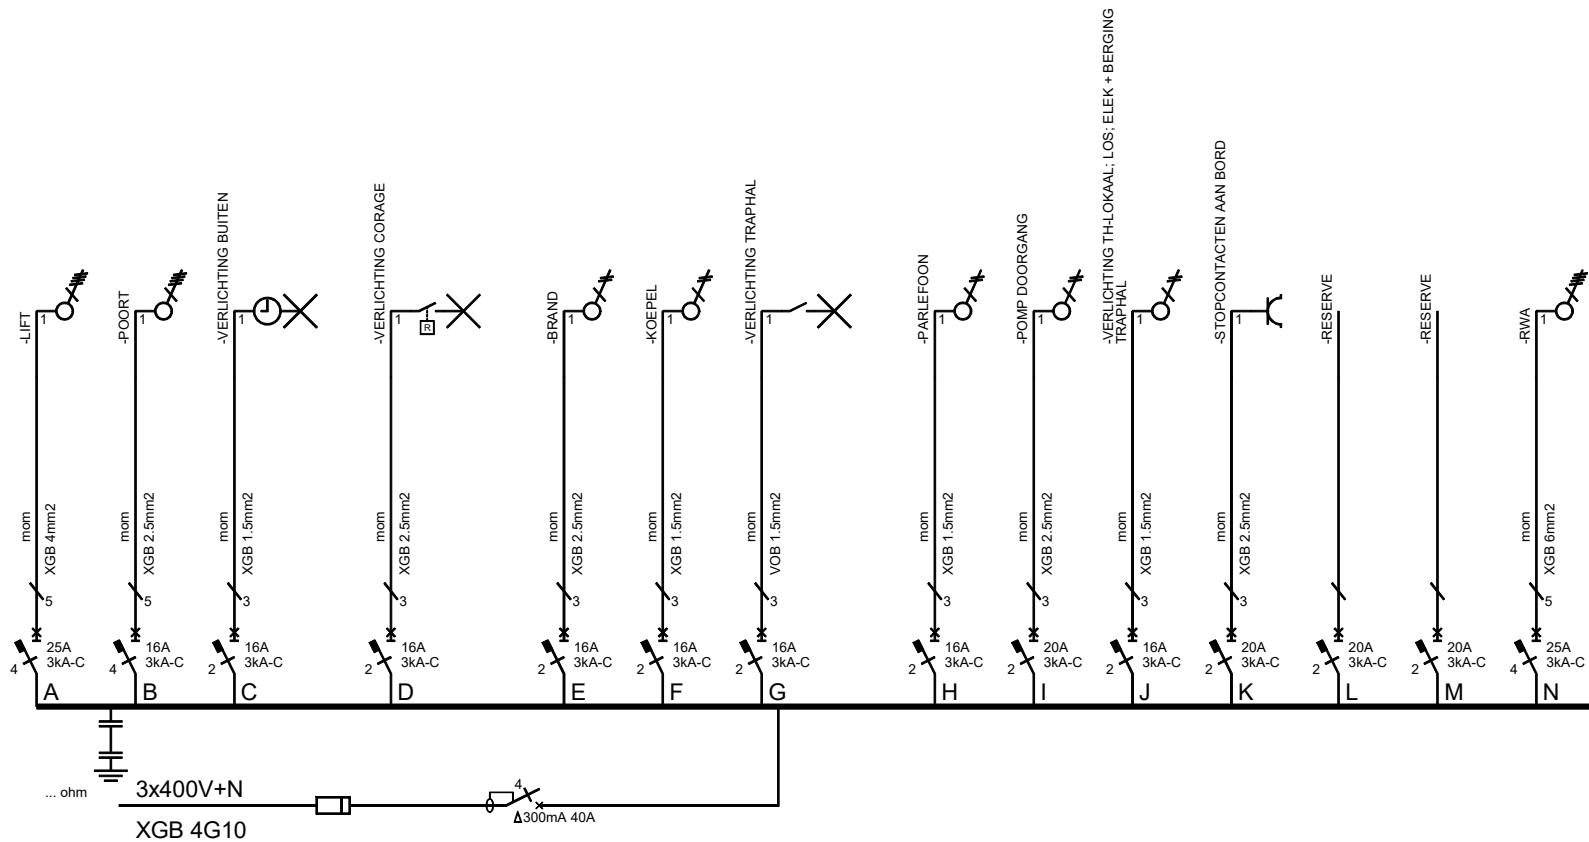 -LIFT
1
mom
XGB 4mm2
5
25A
3kA-C
4
A
-POORT
1
mom
XGB 2.5mm2
5
16A
3kA-C
4
B
-VERLICHTING BUITEN
1
mom
XGB 1.5mm2
3
16A
3kA-C
2
C
-VERLICHTING CORAGE
1
R
mom
XGB 2.5mm2
3
16A
3kA-C
2
D
-BRAND
1
mom
XGB 2.5mm2
3
16A
3kA-C
2
E
-KOEPEL
1
mom
XGB 1.5mm2
3
16A
3kA-C
2
F
-VERLICHTING TRAPHAL
1
mom
VOB 1.5mm2
3
16A
3kA-C
2
G
-PARLEFOON
1
mom
XGB 1.5mm2
3
16A
3kA-C
2
H
-POMP DOORGANG
1
mom
XGB 2.5mm2
3
20A
3kA-C
2
I
-VERLICHTING TH-LOKAAL; LOS; ELEK + BERGING
TRAPHAL
1
mom
XGB 1.5mm2
3
16A
3kA-C
2
J
-STOPCONTACTEN AAN BORD
1
mom
XGB 2.5mm2
3
20A
3kA-C
2
K
-RESERVE
20A
3kA-C
2
L
-RESERVE
20A
3kA-C
2
M
-RWA
1
mom
XGB 6mm2
5
25A
3kA-C
4
N
... ohm
3x400V+N
XGB 4G10
4
Δ300mA 40A